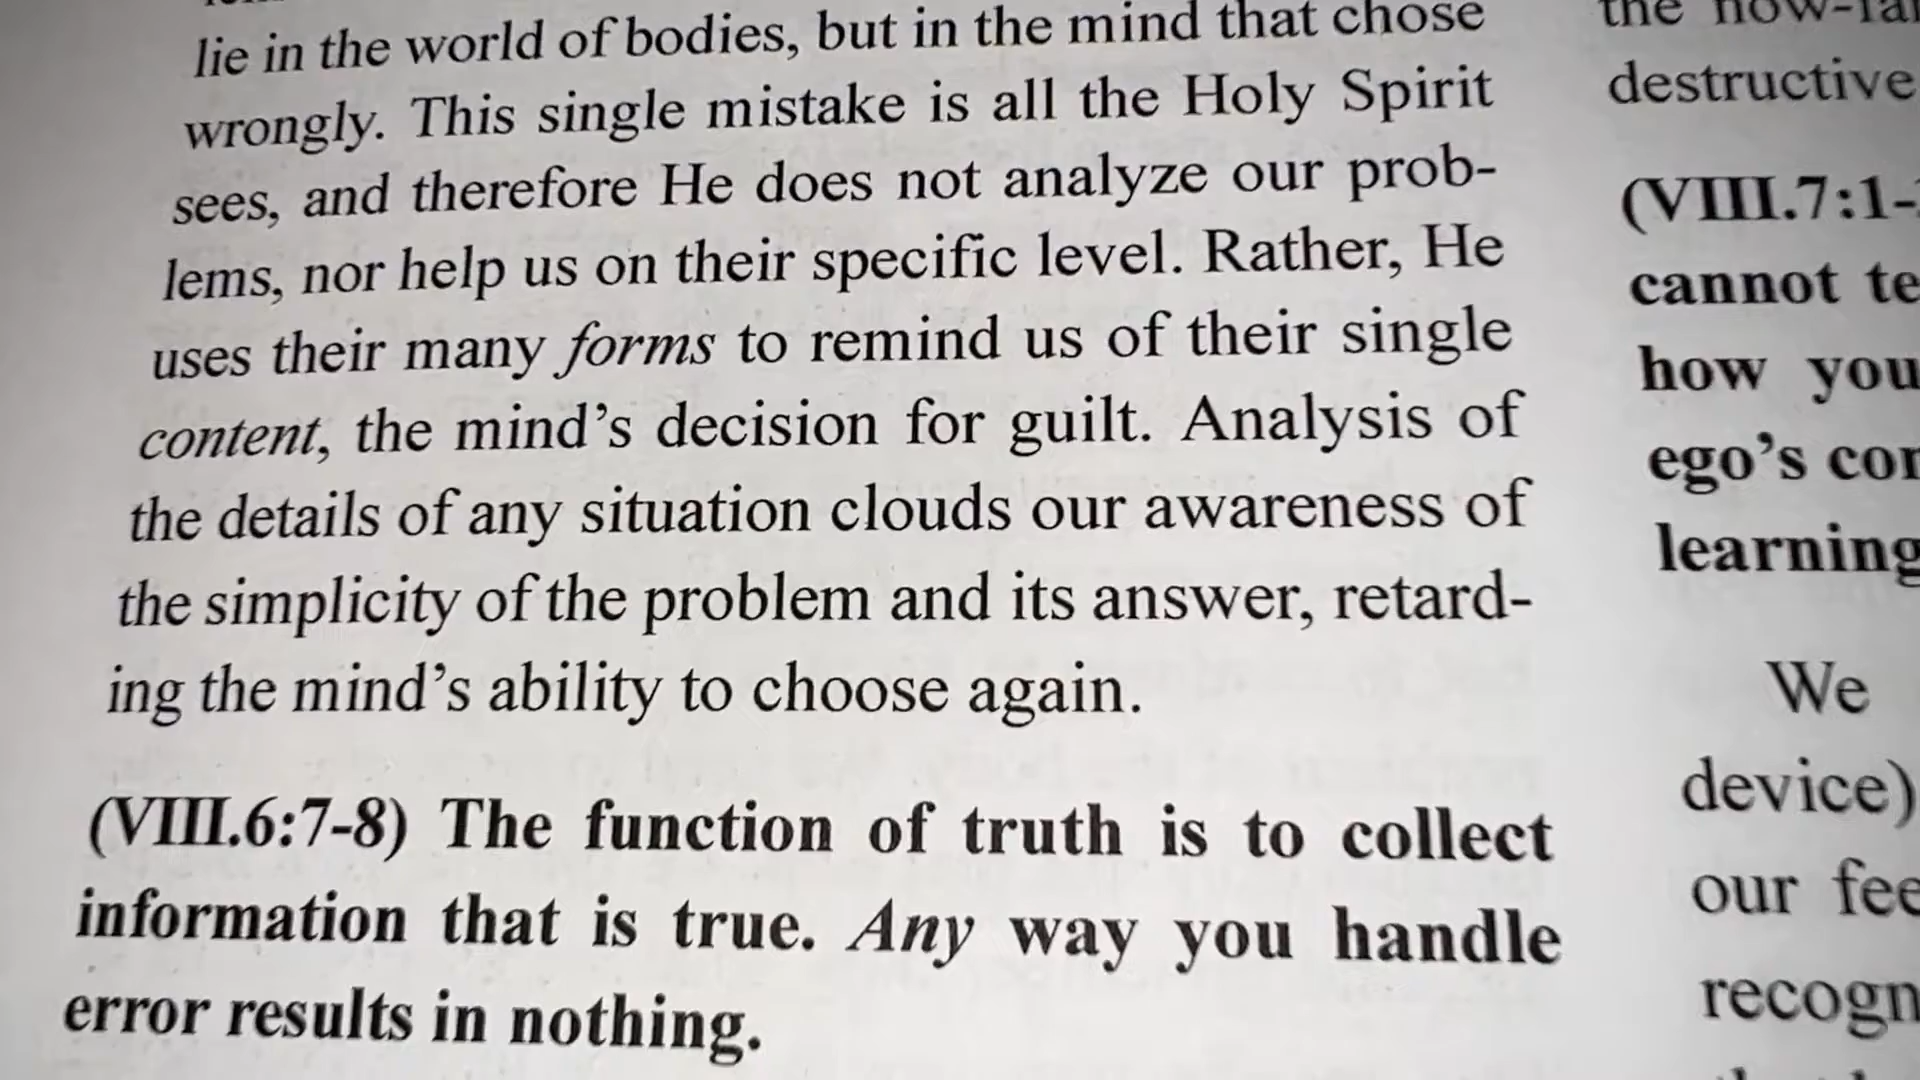 lie in the world of bodies, but in the mind that chose
wrongly. This single mistake is all the Holy Spirit
sees, and therefore He does not analyze our prob-
lems, nor help us on their specific level. Rather, He
uses their many forms to remind us of their single
content, the mind’s decision for guilt. Analysis of
the details of any situation clouds our awareness of
the simplicity of the problem and its answer, retard-
ing the mind’s ability to choose again.
(VIII.6:7-8) The function of truth is to collect
information that is true. Any way you handle
error results in nothing.
the
destructive
(VIII.7:1-
cannot
how you
ego’s
learning
We
device)
our